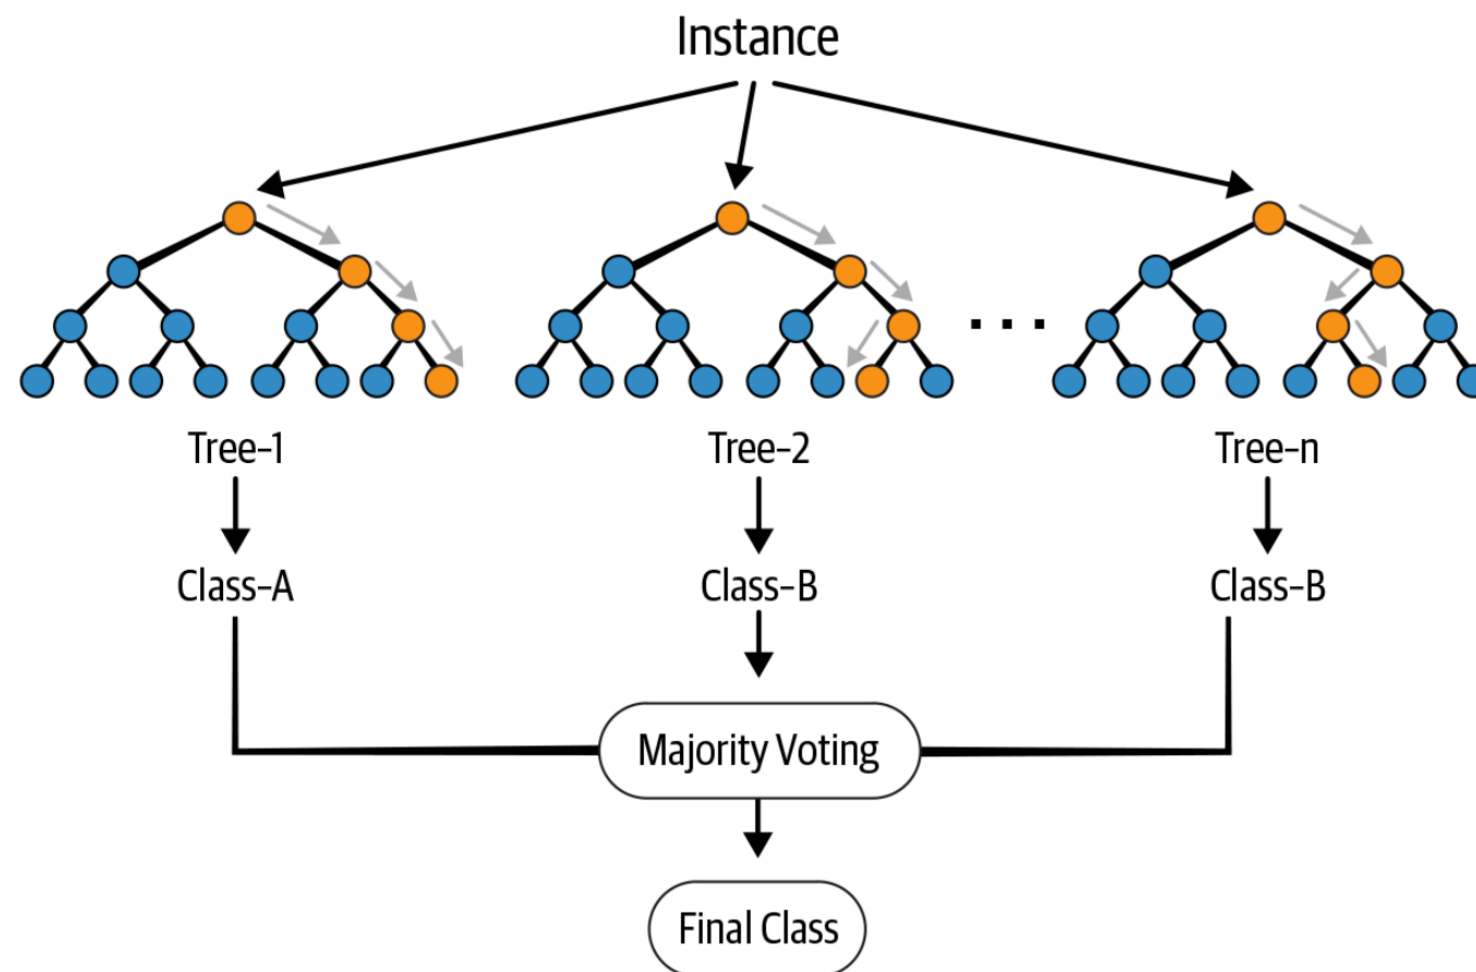 Instance
. . .
Tree-1
Tree-2
Tree-n
Class-A
Class-B
Class-B
Majority Voting
Final Class